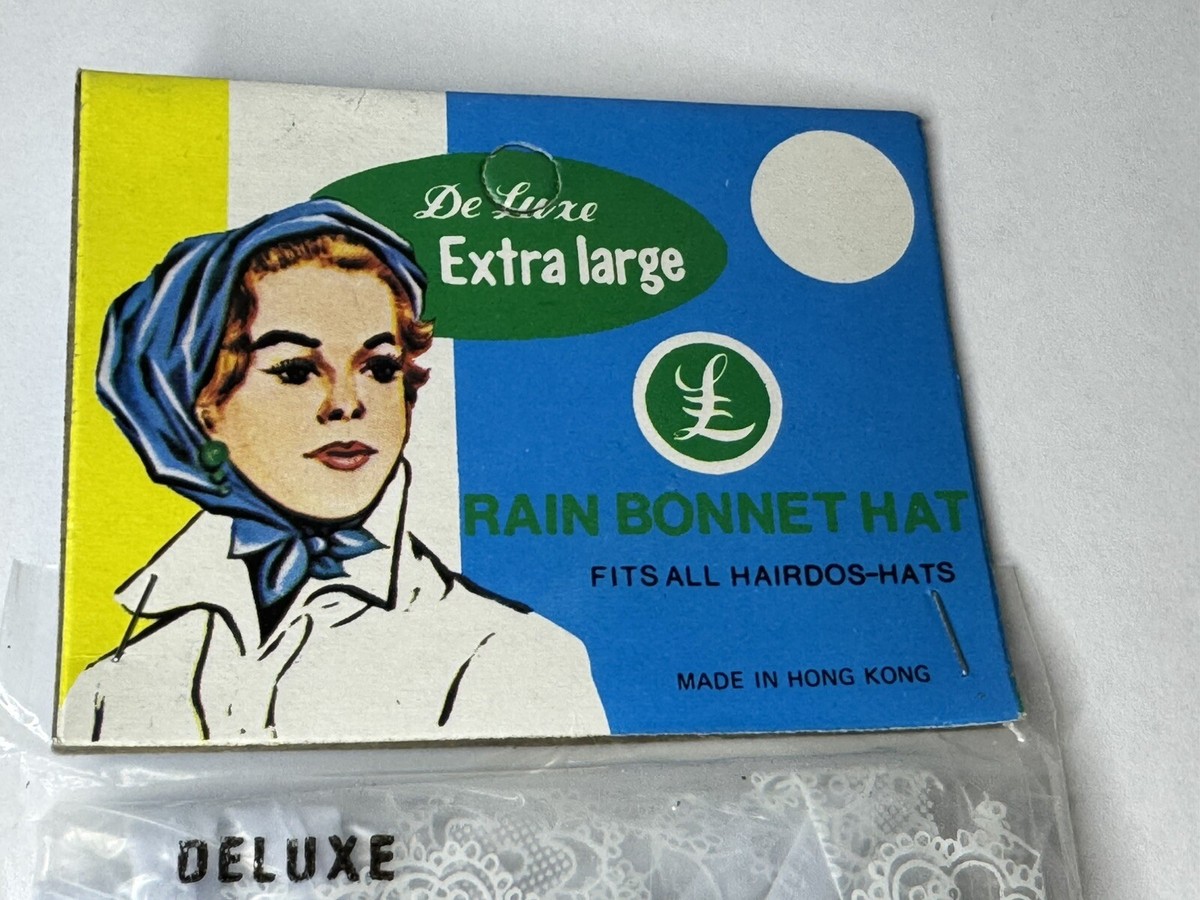 De Luxe
Extra large
£
RAIN BONNET HAT
FITS ALL HAIRDOS-HATS
MADE IN HONG KONG
DELUXE